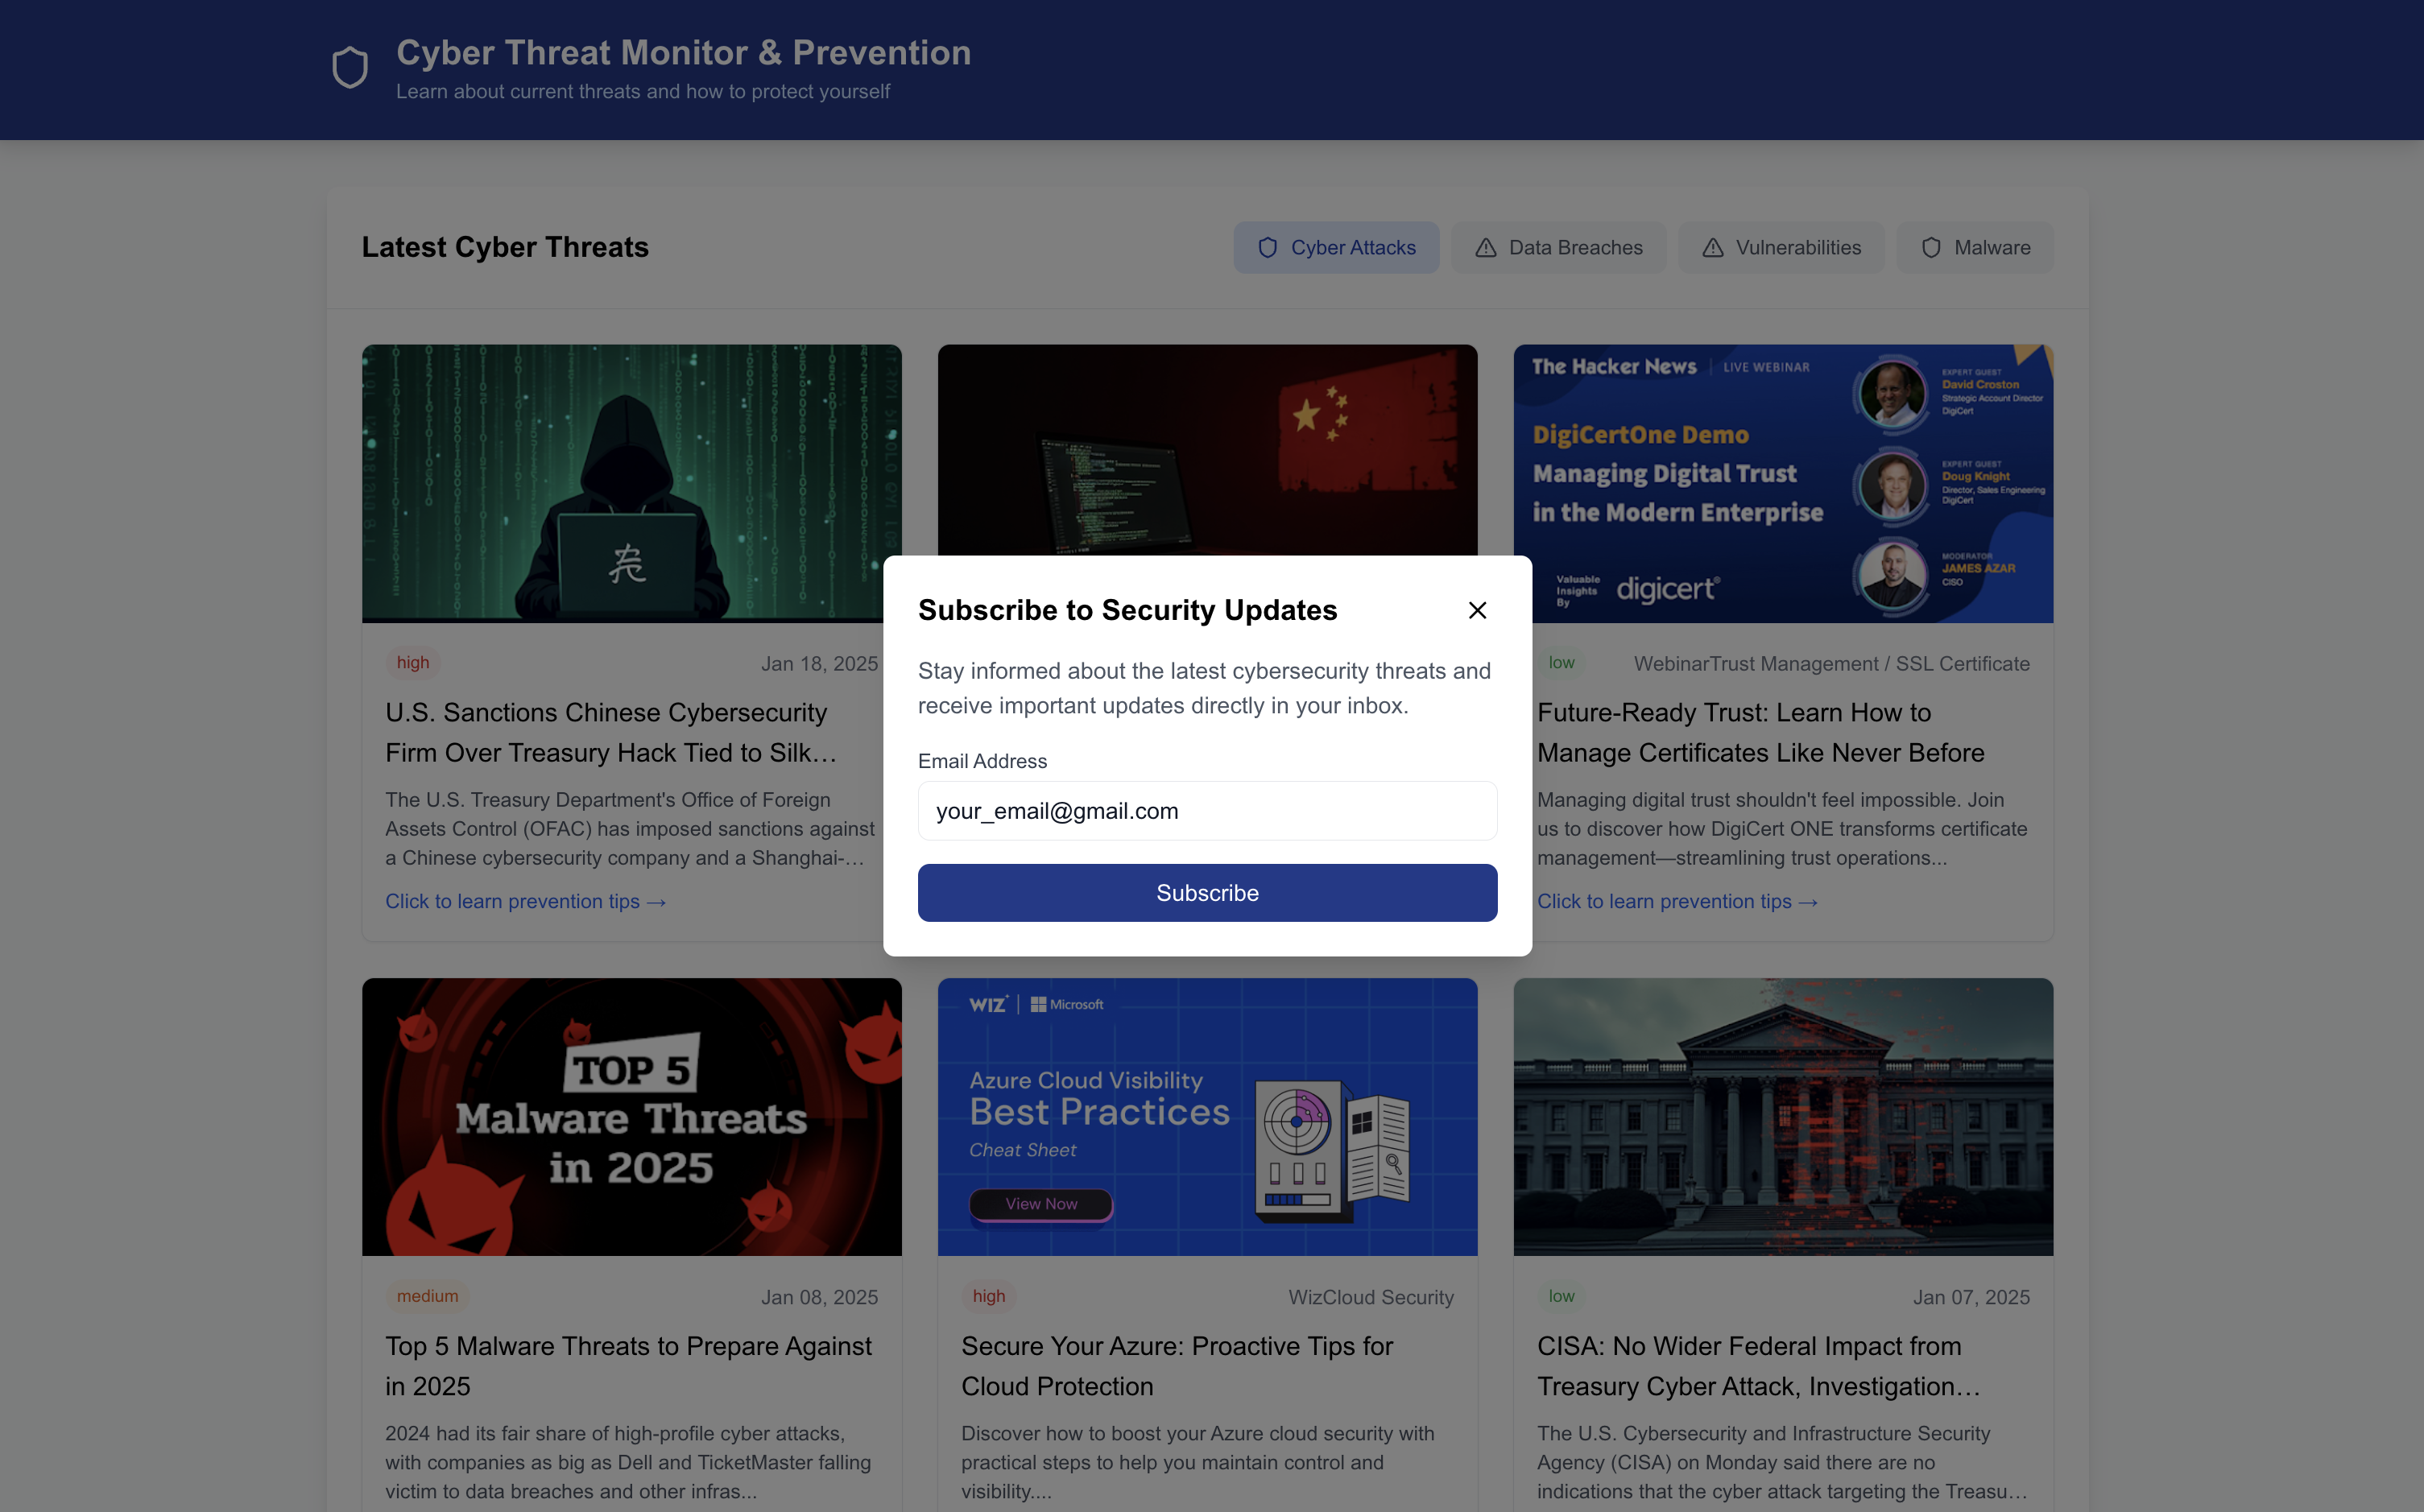 Cyber Threat Monitor & Prevention
Learn about current threats and how to protect yourself
Latest Cyber Threats
Cyber Attacks
Data Breaches
Vulnerabilities
Malware
The Hacker News | LIVE WEBINAR
DigiCertOne Demo
Managing Digital Trust
in the Modern Enterprise
Valuable
Insights
By
digicert®
EXPERT GUEST
David Croston
Strategic Account Director
DigiCert
EXPERT GUEST
Doug Knight
Director, Sales Engineering
DigiCert
MODERATOR
JAMES AZAR
CISO
high
Jan 18, 2025
U.S. Sanctions Chinese Cybersecurity
Firm Over Treasury Hack Tied to Silk…
The U.S. Treasury Department's Office of Foreign
Assets Control (OFAC) has imposed sanctions against
a Chinese cybersecurity company and a Shanghai-…
Click to learn prevention tips →
Subscribe to Security Updates
Stay informed about the latest cybersecurity threats and
receive important updates directly in your inbox.
Email Address
your_email@gmail.com
Subscribe
low
WebinarTrust Management / SSL Certificate
Future-Ready Trust: Learn How to
Manage Certificates Like Never Before
Managing digital trust shouldn't feel impossible. Join
us to discover how DigiCert ONE transforms certificate
management—streamlining trust operations...
Click to learn prevention tips →
TOP 5
Malware Threats
in 2025
medium
Jan 08, 2025
Top 5 Malware Threats to Prepare Against
in 2025
2024 had its fair share of high-profile cyber attacks,
with companies as big as Dell and TicketMaster falling
victim to data breaches and other infras...
WIZ | Microsoft
Azure Cloud Visibility
Best Practices
Cheat Sheet
View Now
high
WizCloud Security
Secure Your Azure: Proactive Tips for
Cloud Protection
Discover how to boost your Azure cloud security with
practical steps to help you maintain control and
visibility....
low
Jan 07, 2025
CISA: No Wider Federal Impact from
Treasury Cyber Attack, Investigation…
The U.S. Cybersecurity and Infrastructure Security
Agency (CISA) on Monday said there are no
indications that the cyber attack targeting the Treasu…